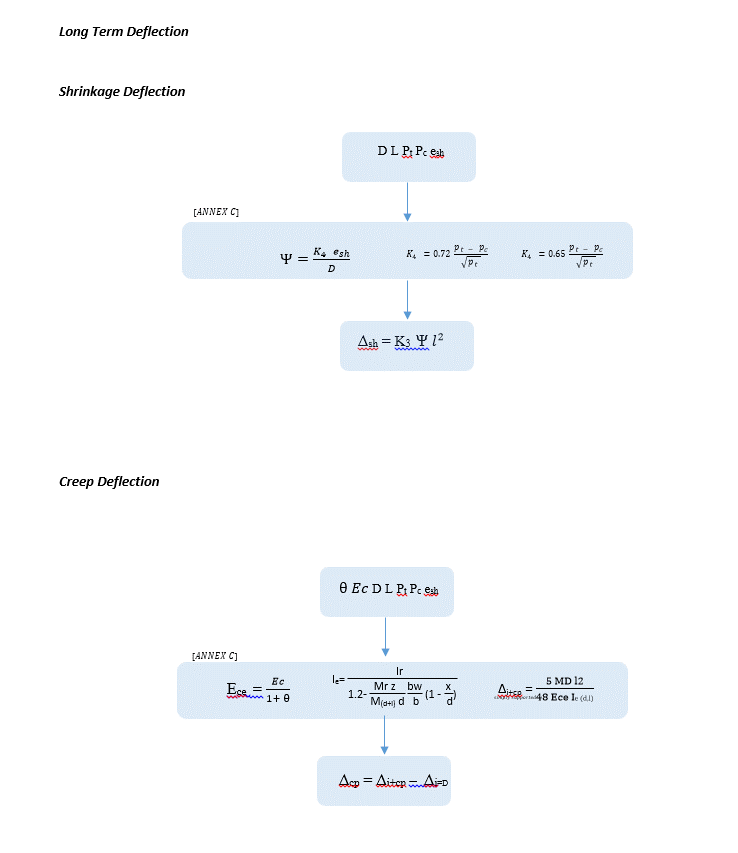 Long Term Deflection
Shrinkage Deflection
D L Pt Pc esh
[ANNEX C]
Ψ = K4 esh / D    K4 = 0.72 (pt − pc) / √pt    K4 = 0.65 (pt − pc) / √pt
Δsh = K3 Ψ l²
Creep Deflection
θ Ec D L Pt Pc esh
[ANNEX C]
Ece = Ec / (1+ θ)    Ie= Ir / (1.2- (Mr z / M(d+l) d) (bw / b) (1 - x / d))    Δi+cp simply supported = 5 MD l2 / 48 Ece Ie (d,l)
Δcp = Δi+cp − Δi=D